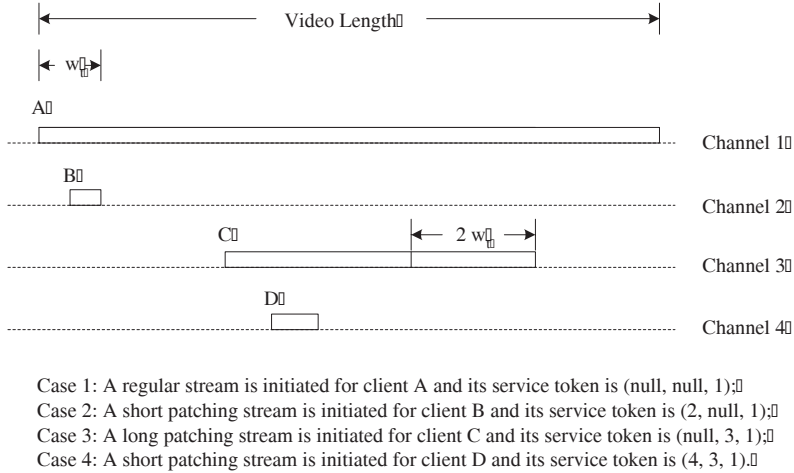 Video Length▯
w▯
A▯
Channel 1▯
B▯
Channel 2▯
C▯
2 w▯
Channel 3▯
D▯
Channel 4▯
Case 1: A regular stream is initiated for client A and its service token is (null, null, 1);▯
Case 2: A short patching stream is initiated for client B and its service token is (2, null, 1);▯
Case 3: A long patching stream is initiated for client C and its service token is (null, 3, 1);▯
Case 4: A short patching stream is initiated for client D and its service token is (4, 3, 1).▯